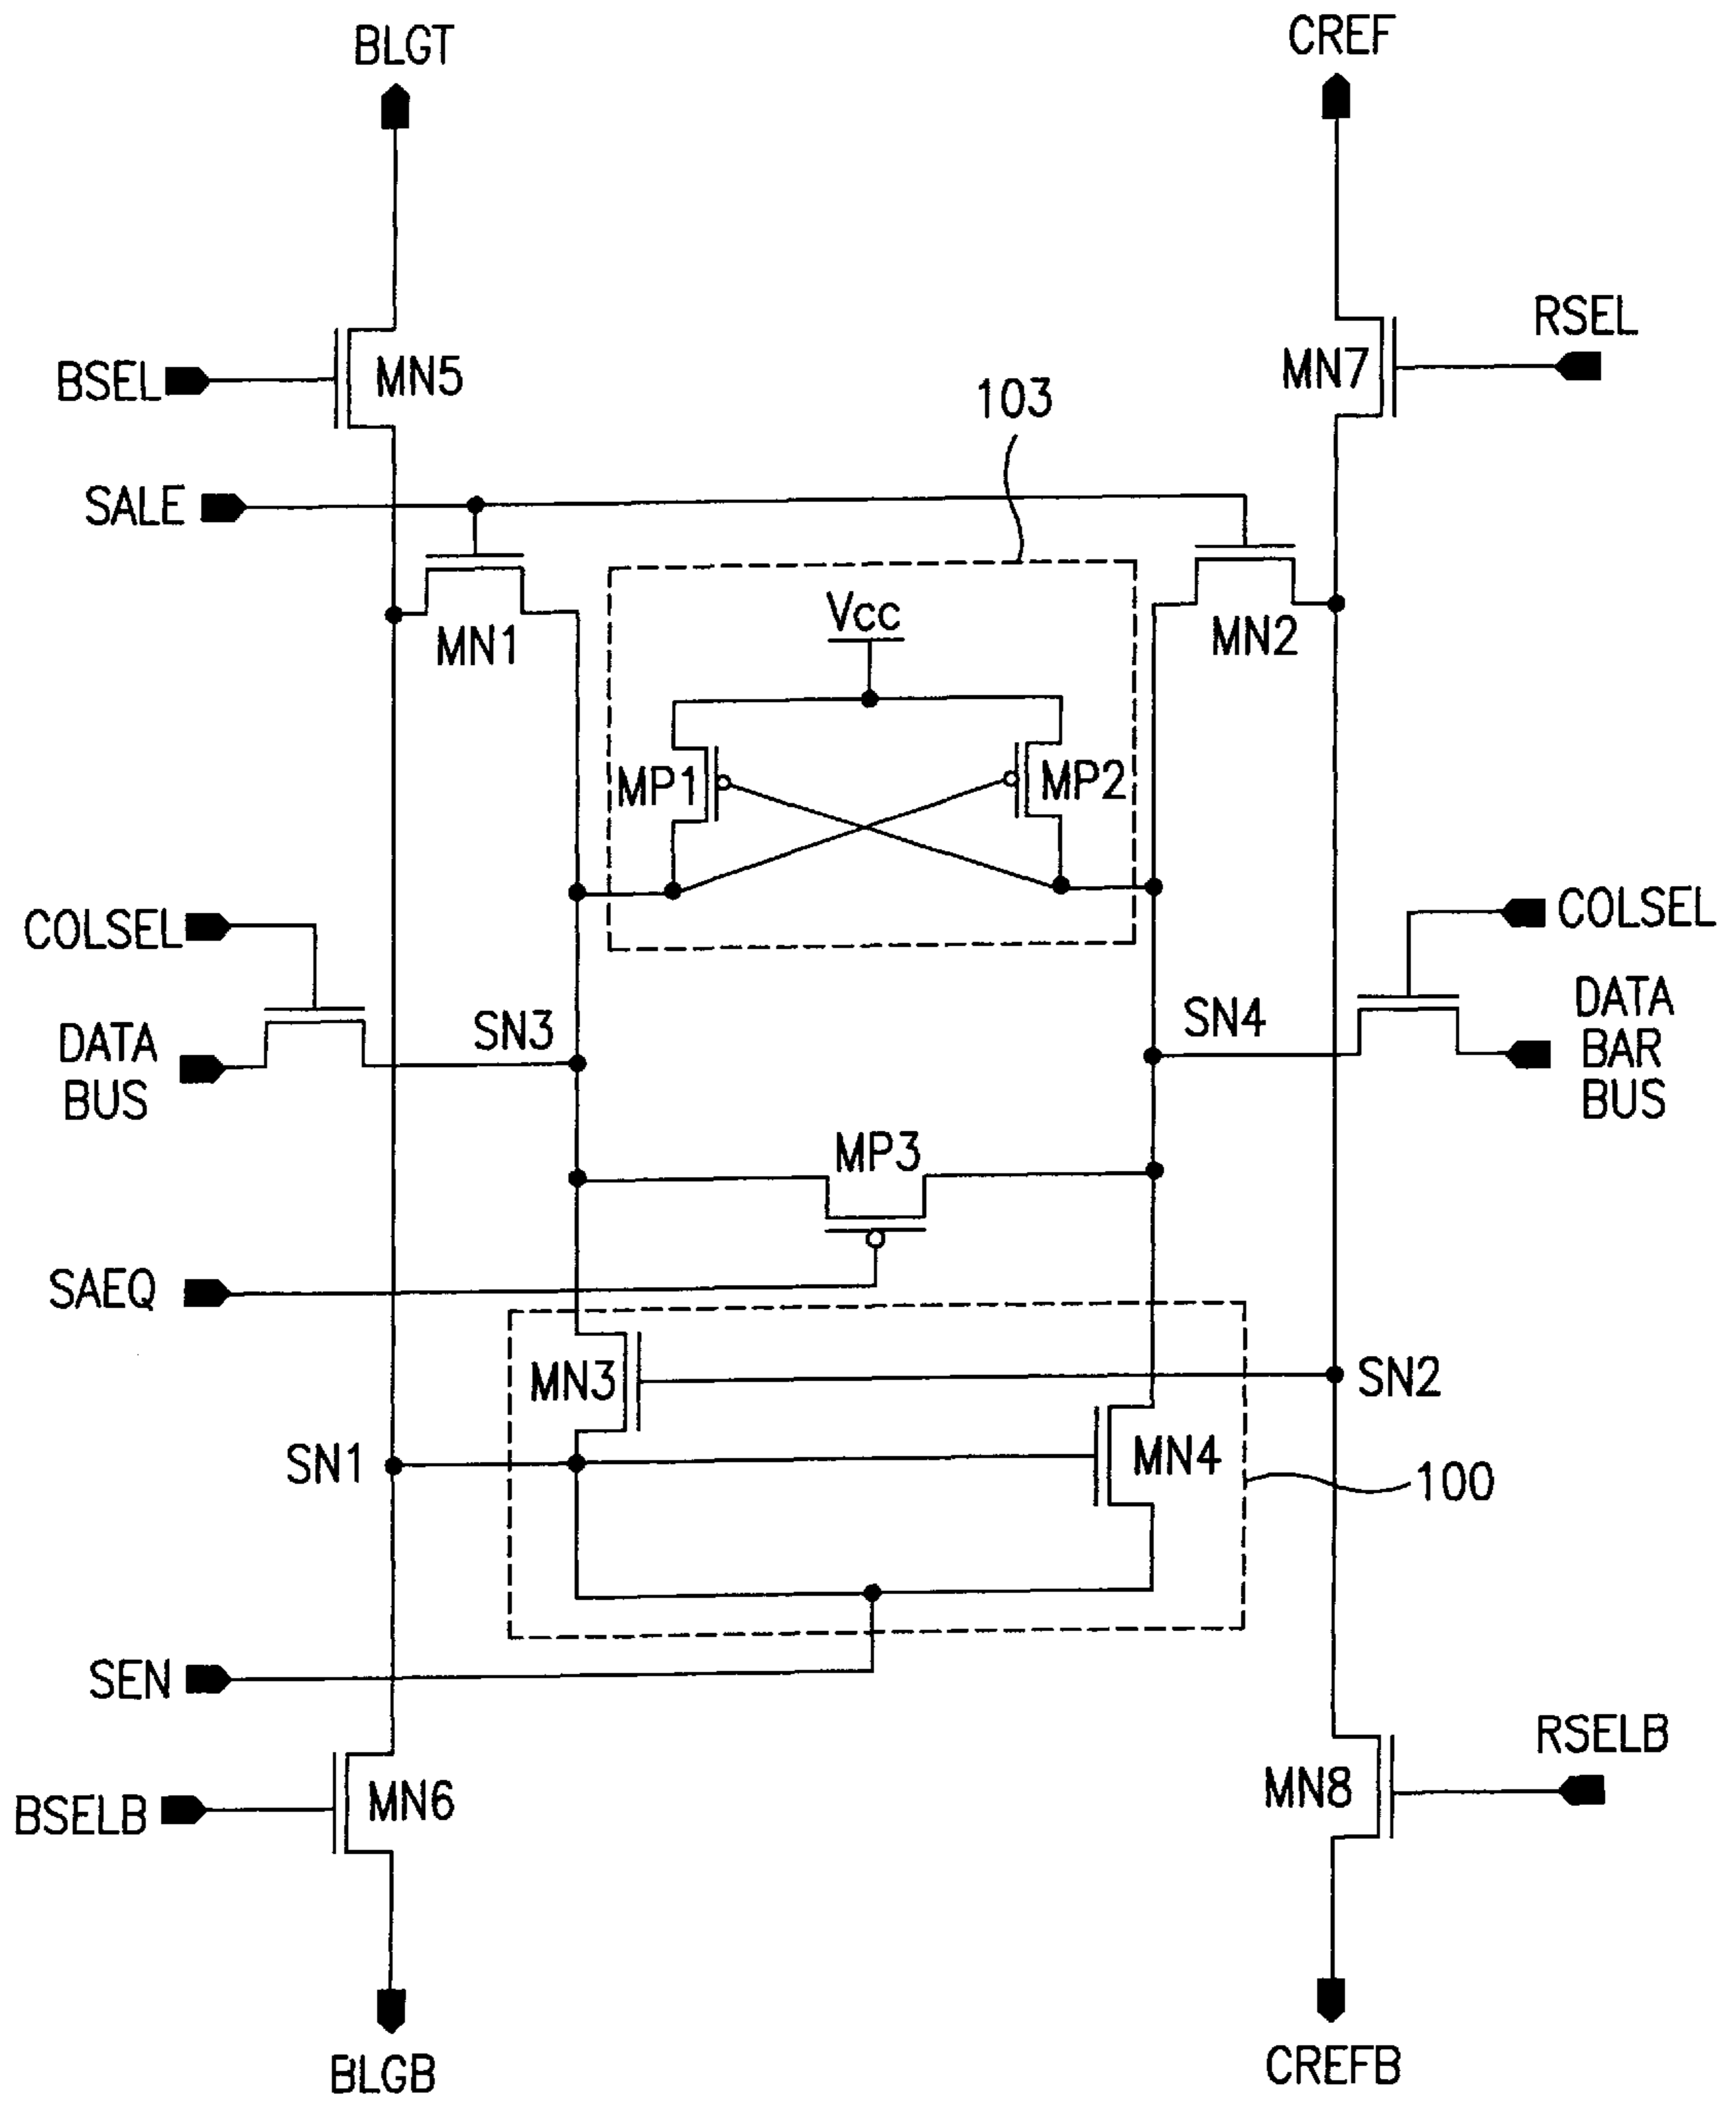 BLGT
CREF
BSEL
MN5
MN7
RSEL
103
SALE
MN1
Vcc
MN2
MP1
MP2
COLSEL
COLSEL
DATA
BUS
SN3
SN4
DATA
BAR
BUS
MP3
SAEQ
MN3
SN2
SN1
MN4
100
SEN
RSELB
BSELB
MN6
MN8
BLGB
CREFB